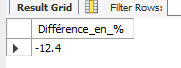 Result Grid Filter Rows:
Différence_en_%
-12.4